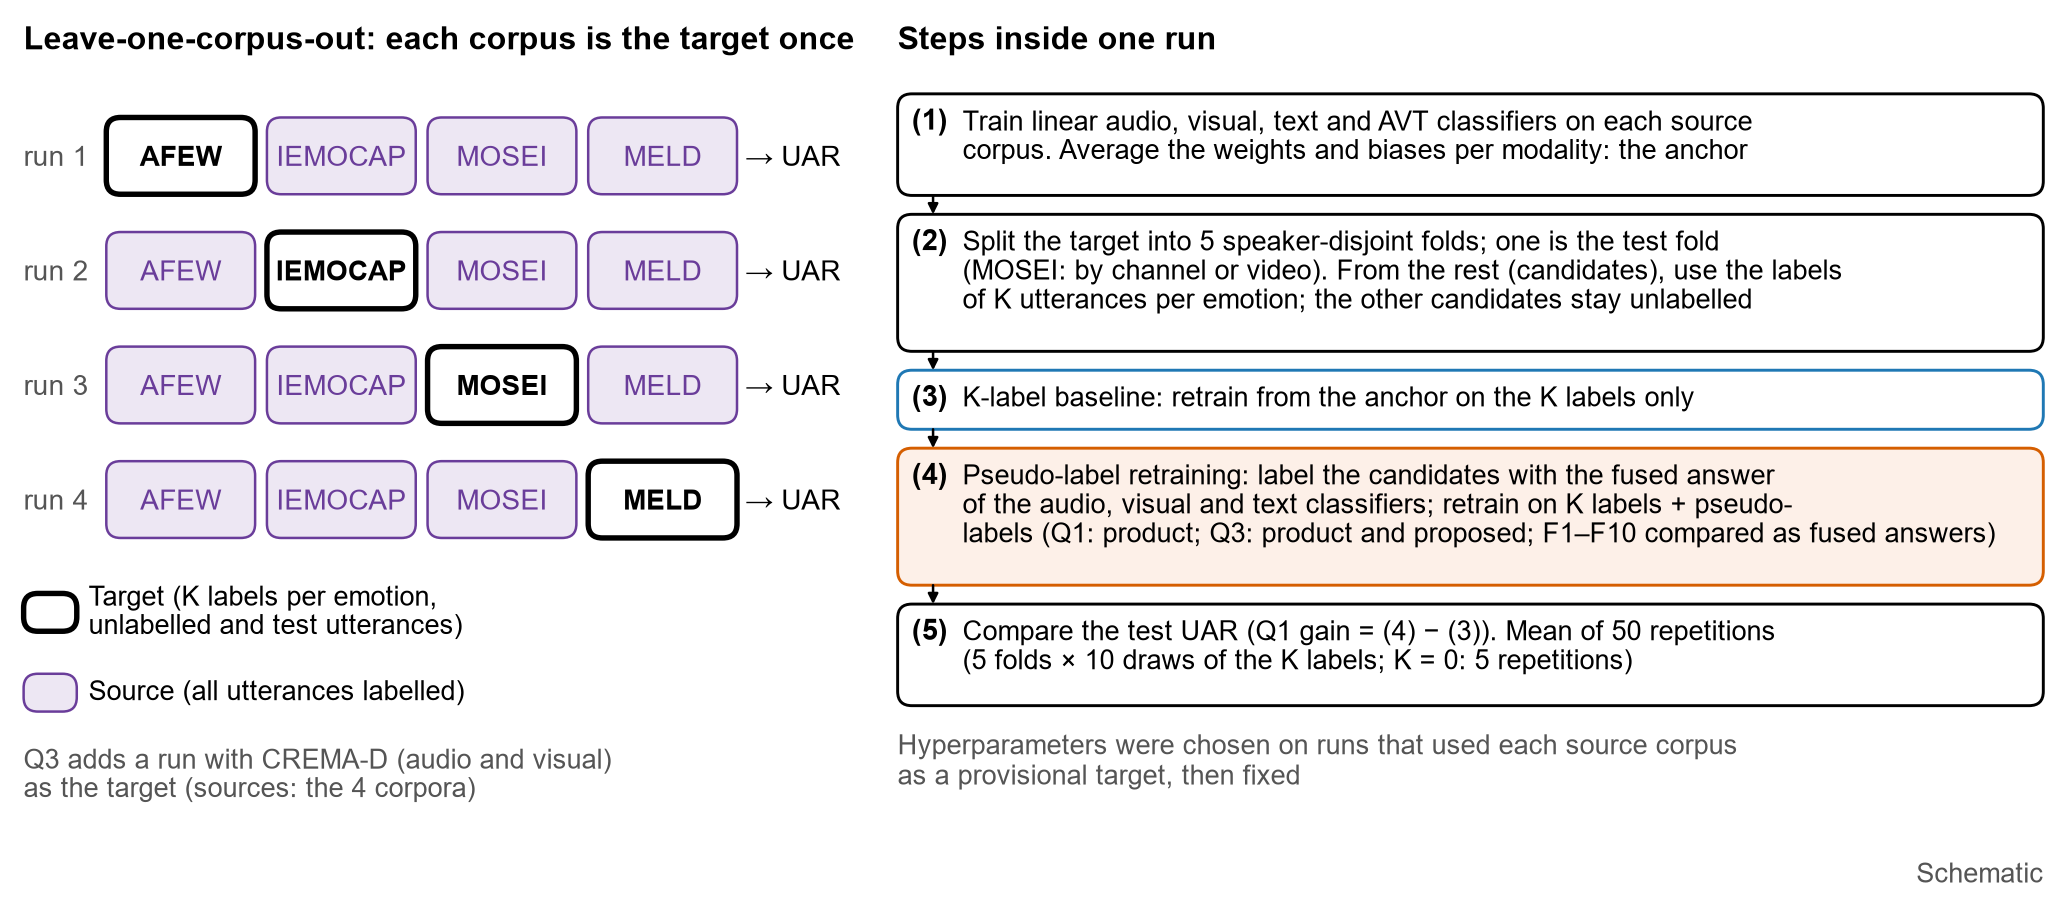 Leave-one-corpus-out: each corpus is the target once
run 1 AFEW IEMOCAP MOSEI MELD → UAR
run 2 AFEW IEMOCAP MOSEI MELD → UAR
run 3 AFEW IEMOCAP MOSEI MELD → UAR
run 4 AFEW IEMOCAP MOSEI MELD → UAR
Target (K labels per emotion,
unlabelled and test utterances)
Source (all utterances labelled)
Q3 adds a run with CREMA-D (audio and visual)
as the target (sources: the 4 corpora)
Steps inside one run
(1) Train linear audio, visual, text and AVT classifiers on each source
corpus. Average the weights and biases per modality: the anchor
(2) Split the target into 5 speaker-disjoint folds; one is the test fold
(MOSEI: by channel or video). From the rest (candidates), use the labels
of K utterances per emotion; the other candidates stay unlabelled
(3) K-label baseline: retrain from the anchor on the K labels only
(4) Pseudo-label retraining: label the candidates with the fused answer
of the audio, visual and text classifiers; retrain on K labels + pseudo-
labels (Q1: product; Q3: product and proposed; F1–F10 compared as fused answers)
(5) Compare the test UAR (Q1 gain = (4) − (3)). Mean of 50 repetitions
(5 folds × 10 draws of the K labels; K = 0: 5 repetitions)
Hyperparameters were chosen on runs that used each source corpus
as a provisional target, then fixed
Schematic